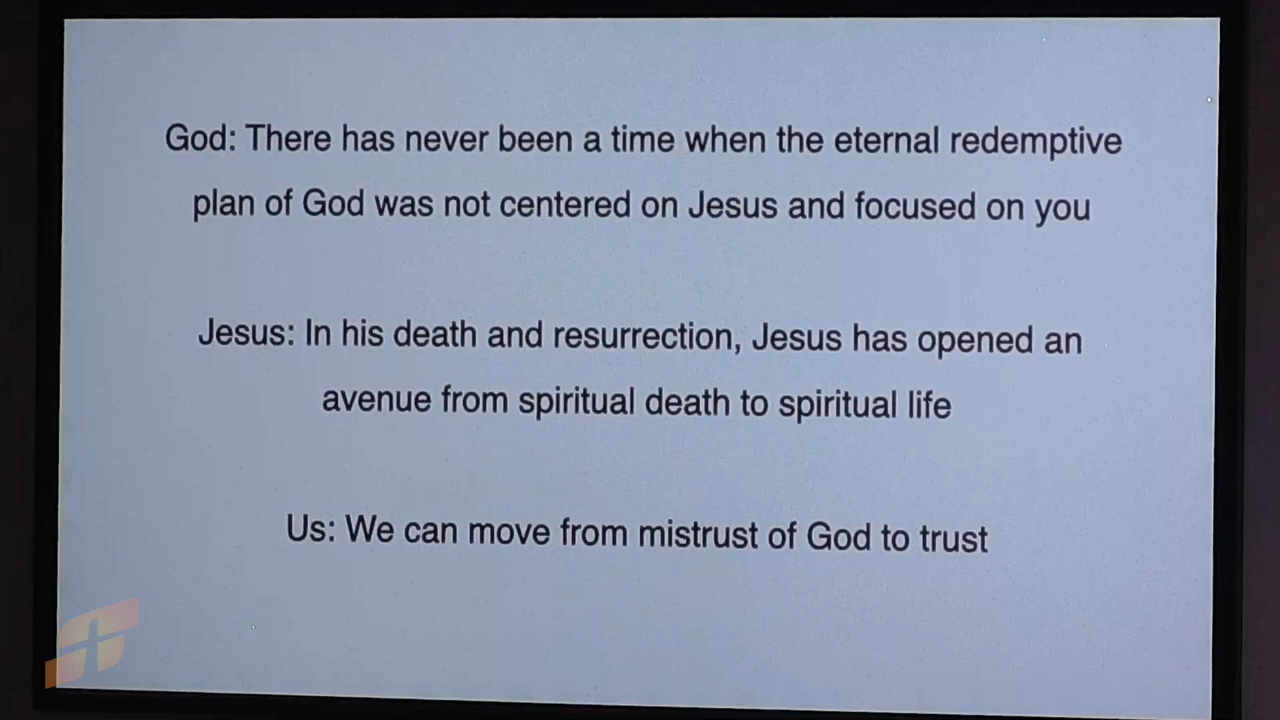 God: There has never been a time when the eternal redemptive
plan of God was not centered on Jesus and focused on you
Jesus: In his death and resurrection, Jesus has opened an
avenue from spiritual death to spiritual life
Us: We can move from mistrust of God to trust